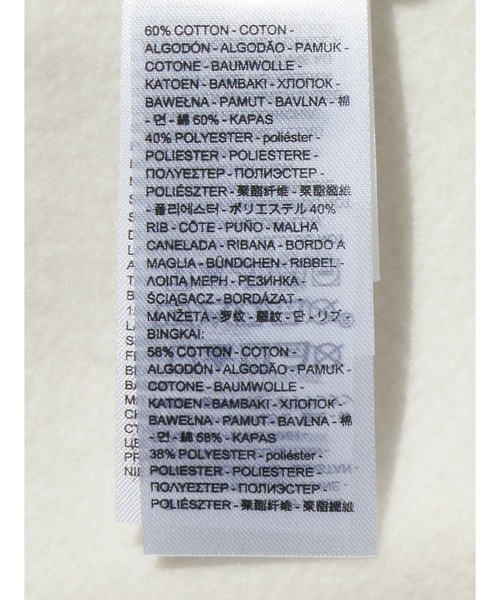 60% COTTON - COTON -
ALGODÓN - ALGODÃO - PAMUK -
COTONE - BAUMWOLLE -
KATOEN - BAMBAKI - ХЛОПОК -
BAWEŁNA - PAMUT - BAVLNA - 棉
- 면 - 綿 60% - KAPAS
40% POLYESTER - poliéster -
POLIESTER - POLIESTERE -
ΠΟΛΥΕΣΤΕΡ - ПОЛИЭСТЕР -
POLIÉSZTER - 聚酯纤维 - 聚酯纖維
- 폴리에스터 - ポリエステル 40%
RIB - CÔTE - PUÑO - MALHA
CANELADA - RIBANA - BORDO A
MAGLIA - BÜNDCHEN - RIBBEL -
ΛΟΙΠΑ ΜΕΡΗ - РЕЗИНКА -
ŚCIĄGACZ - BORDÁZAT -
MANŽETA - 罗纹 - 羅紋 - 단 - リブ -
BINGKAI:
58% COTTON - COTON -
ALGODÓN - ALGODÃO - PAMUK -
COTONE - BAUMWOLLE -
KATOEN - BAMBAKI - ХЛОПОК -
BAWEŁNA - PAMUT - BAVLNA - 棉
- 면 - 綿 58% - KAPAS
38% POLYESTER - poliéster -
POLIESTER - POLIESTERE -
ΠΟΛΥΕΣΤΕΡ - ПОЛИЭСТЕР -
POLIÉSZTER - 聚酯纤维 - 聚酯纖維